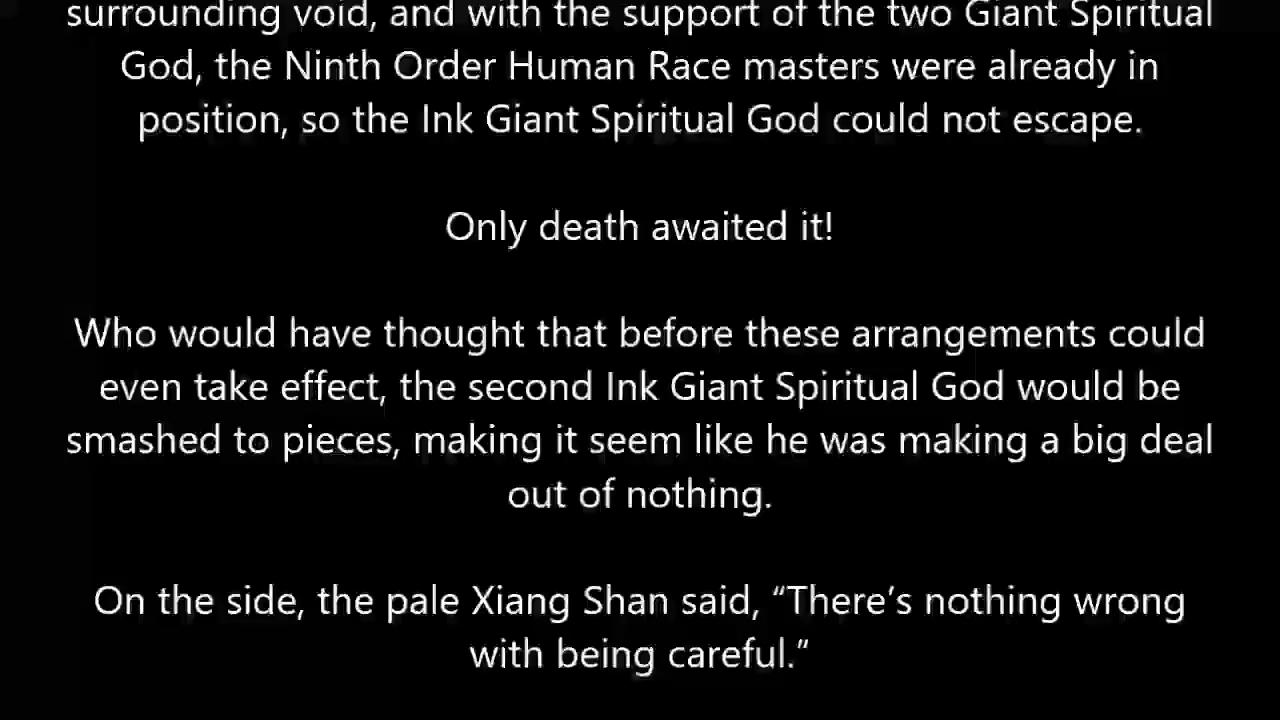 surrounding void, and with the support of the two Giant Spiritual
God, the Ninth Order Human Race masters were already in
position, so the Ink Giant Spiritual God could not escape.
Only death awaited it!
Who would have thought that before these arrangements could
even take effect, the second Ink Giant Spiritual God would be
smashed to pieces, making it seem like he was making a big deal
out of nothing.
On the side, the pale Xiang Shan said, “There’s nothing wrong
with being careful.”